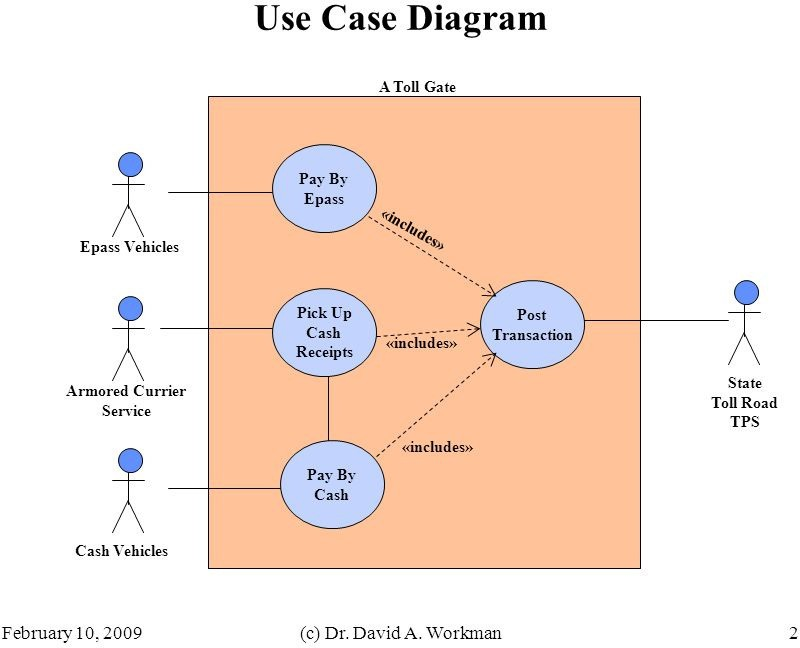 Use Case Diagram
A Toll Gate
Pay By
Epass
«includes»
Epass Vehicles
Pick Up
Cash
Receipts
«includes»
Post
Transaction
Armored Currier
Service
State
Toll Road
TPS
«includes»
Pay By
Cash
Cash Vehicles
February 10, 2009
(c) Dr. David A. Workman
2